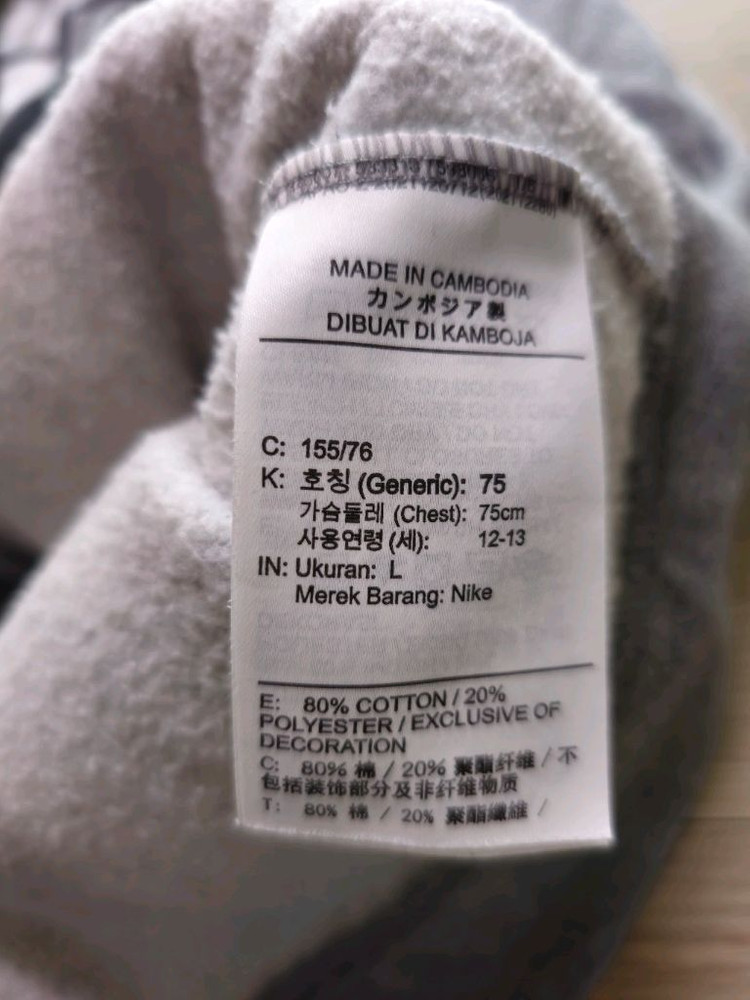 MADE IN CAMBODIA
カンボジア製
DIBUAT DI KAMBOJA
C: 155/76
K: 호칭 (Generic): 75
가슴둘레 (Chest): 75cm
사용연령 (세): 12-13
IN: Ukuran: L
Merek Barang: Nike
E: 80% COTTON / 20%
POLYESTER / EXCLUSIVE OF
DECORATION
C: 80% 棉 / 20% 聚酯纤维 / 不
包括装饰部分及非纤维物质
T: 80% 棉 / 20% 聚酯纖維 /